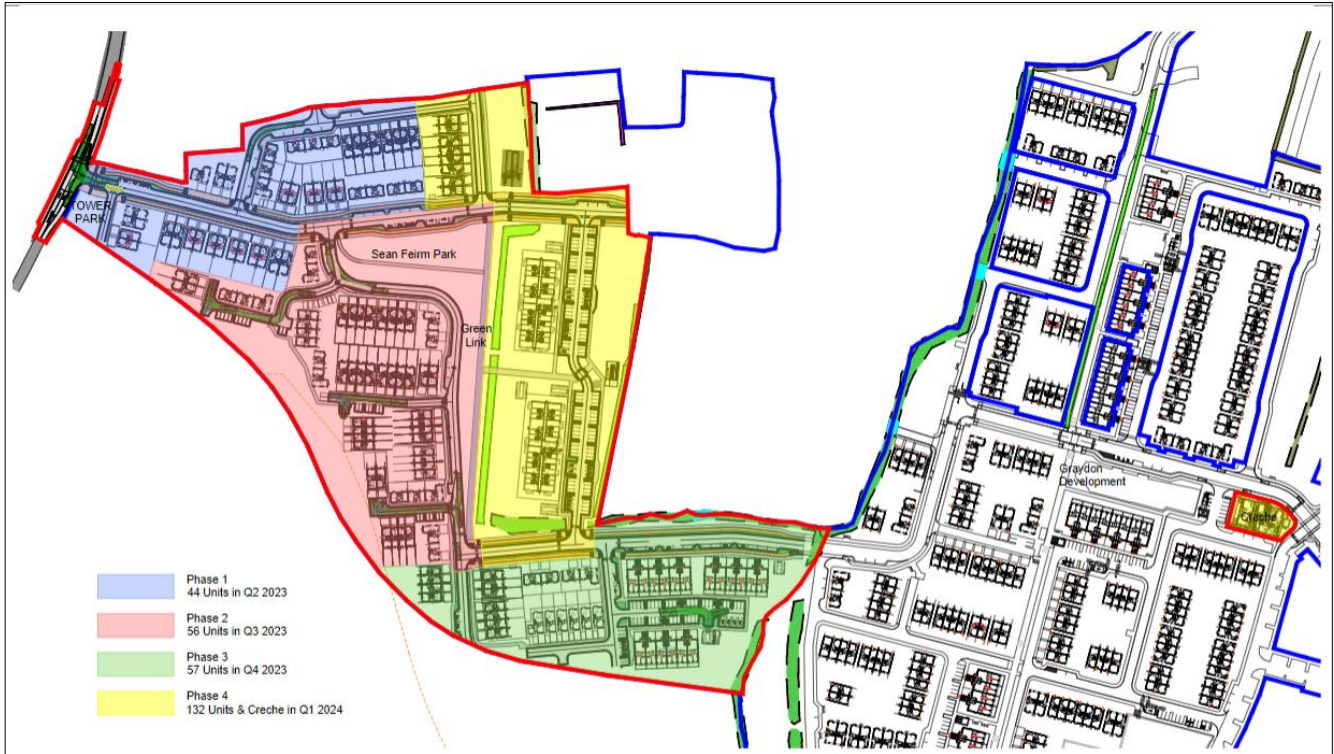 TOWER
PARK
Sean Feirm Park
Green
Link
Graydon
Development
Creche
Phase 1
44 Units in Q2 2023
Phase 2
56 Units in Q3 2023
Phase 3
57 Units in Q4 2023
Phase 4
132 Units & Creche in Q1 2024